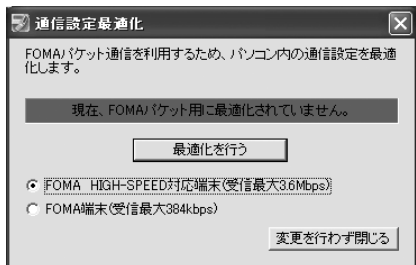 通信設定最適化
FOMAパケット通信を利用するため、パソコン内の通信設定を最適
化します。
現在、FOMAパケット用に最適化されていません。
最適化を行う
FOMA HIGH-SPEED対応端末(受信最大3.6Mbps)
FOMA端末(受信最大384kbps)
変更を行わず閉じる